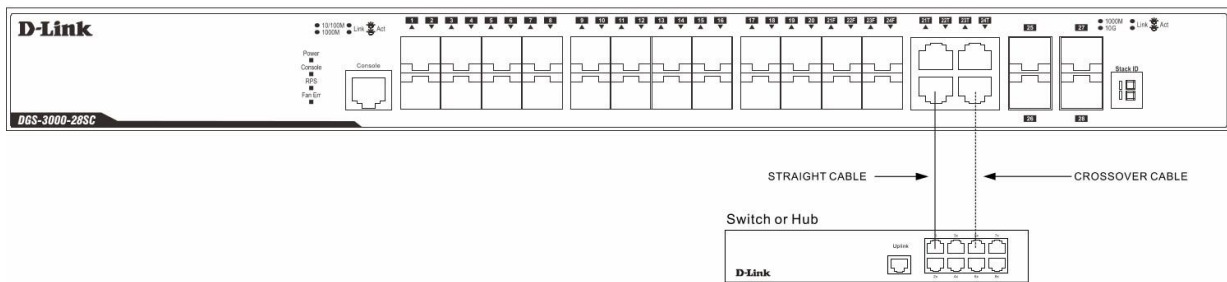 D-Link
10/100M
1000M
Link
Act
Power
Console
RPS
Fan Err
Console
1 2 3 4 5 6 7 8
9 10 11 12 13 14 15 16
17 18 19 20 21F 22F 23F 24F
21T 22T 23T 24T
25 27
1000M
10G
Link
Act
Stack ID
26 28
DGS-3000-28SC
STRAIGHT CABLE
CROSSOVER CABLE
Switch or Hub
Uplink
D-Link